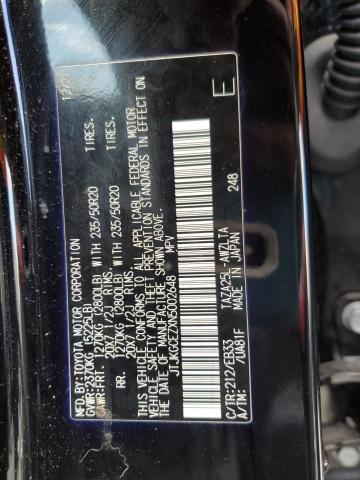 MFD.BY:TOYOTA MOTOR CORPORATION 12/21
GVWR:2370KG (5225LB)
GAWR:FRT. 1270KG (2800LB) WITH 235/50R20 TIRES.
20X7 1/2J RIMS.
RR. 1270KG (2800LB) WITH 235/50R20 TIRES.
20X7 1/2J RIMS.
THIS VEHICLE CONFORMS TO ALL APPLICABLE FEDERAL MOTOR
VEHICLE SAFETY AND THEFT PREVENTION STANDARDS IN EFFECT ON
THE DATE OF MANUFACTURE SHOWN ABOVE.
JTJKGCEZXN5002648 MPV
248 E
C/TR:212/EB33 TAZA25L-AWZLTA
A/TM: /UA81F MADE IN JAPAN